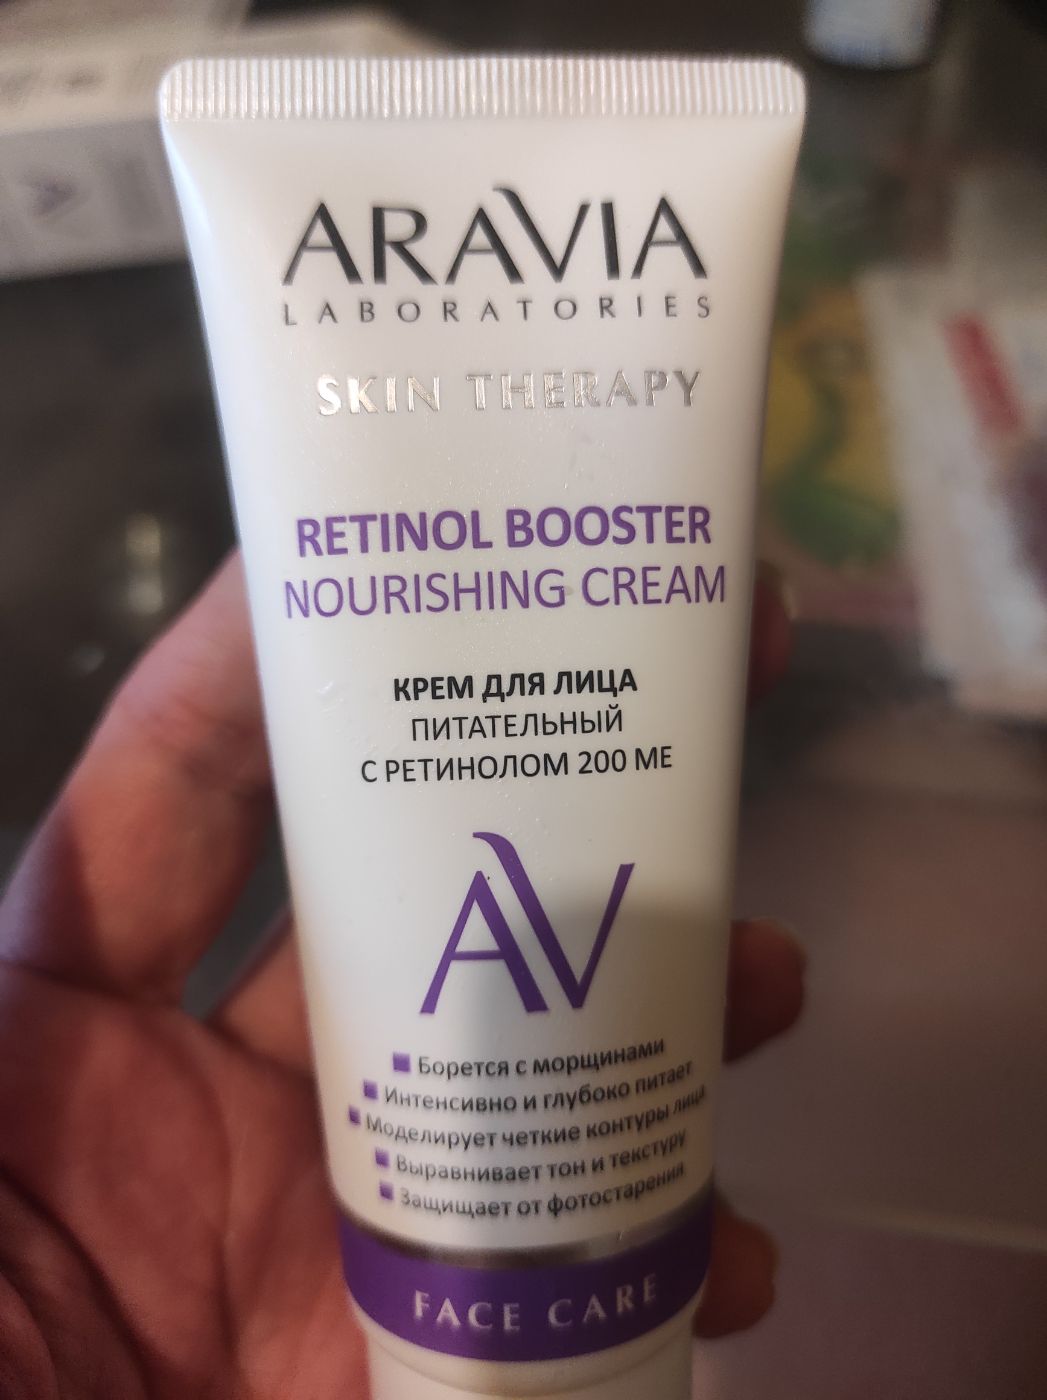 ARAVIA
LABORATORIES
SKIN THERAPY
RETINOL BOOSTER
NOURISHING CREAM
КРЕМ ДЛЯ ЛИЦА
ПИТАТЕЛЬНЫЙ
С РЕТИНОЛОМ 200 МЕ
AV
Борется с морщинами
Интенсивно и глубоко питает
Моделирует четкие контуры лица
Выравнивает тон и текстуру
Защищает от фотостарения
FACE CARE